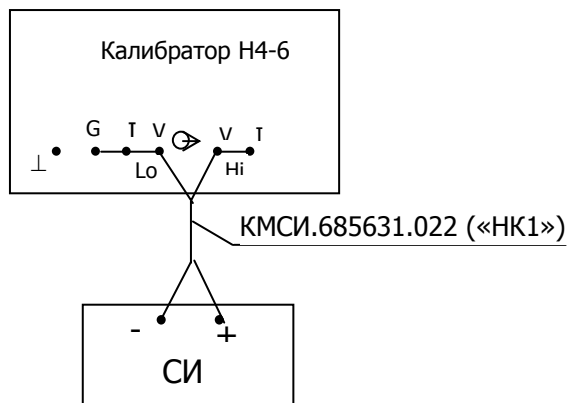 Калибратор Н4-6
G I V V I
⊥ Lo Hi
КМСИ.685631.022 («НК1»)
- +
СИ